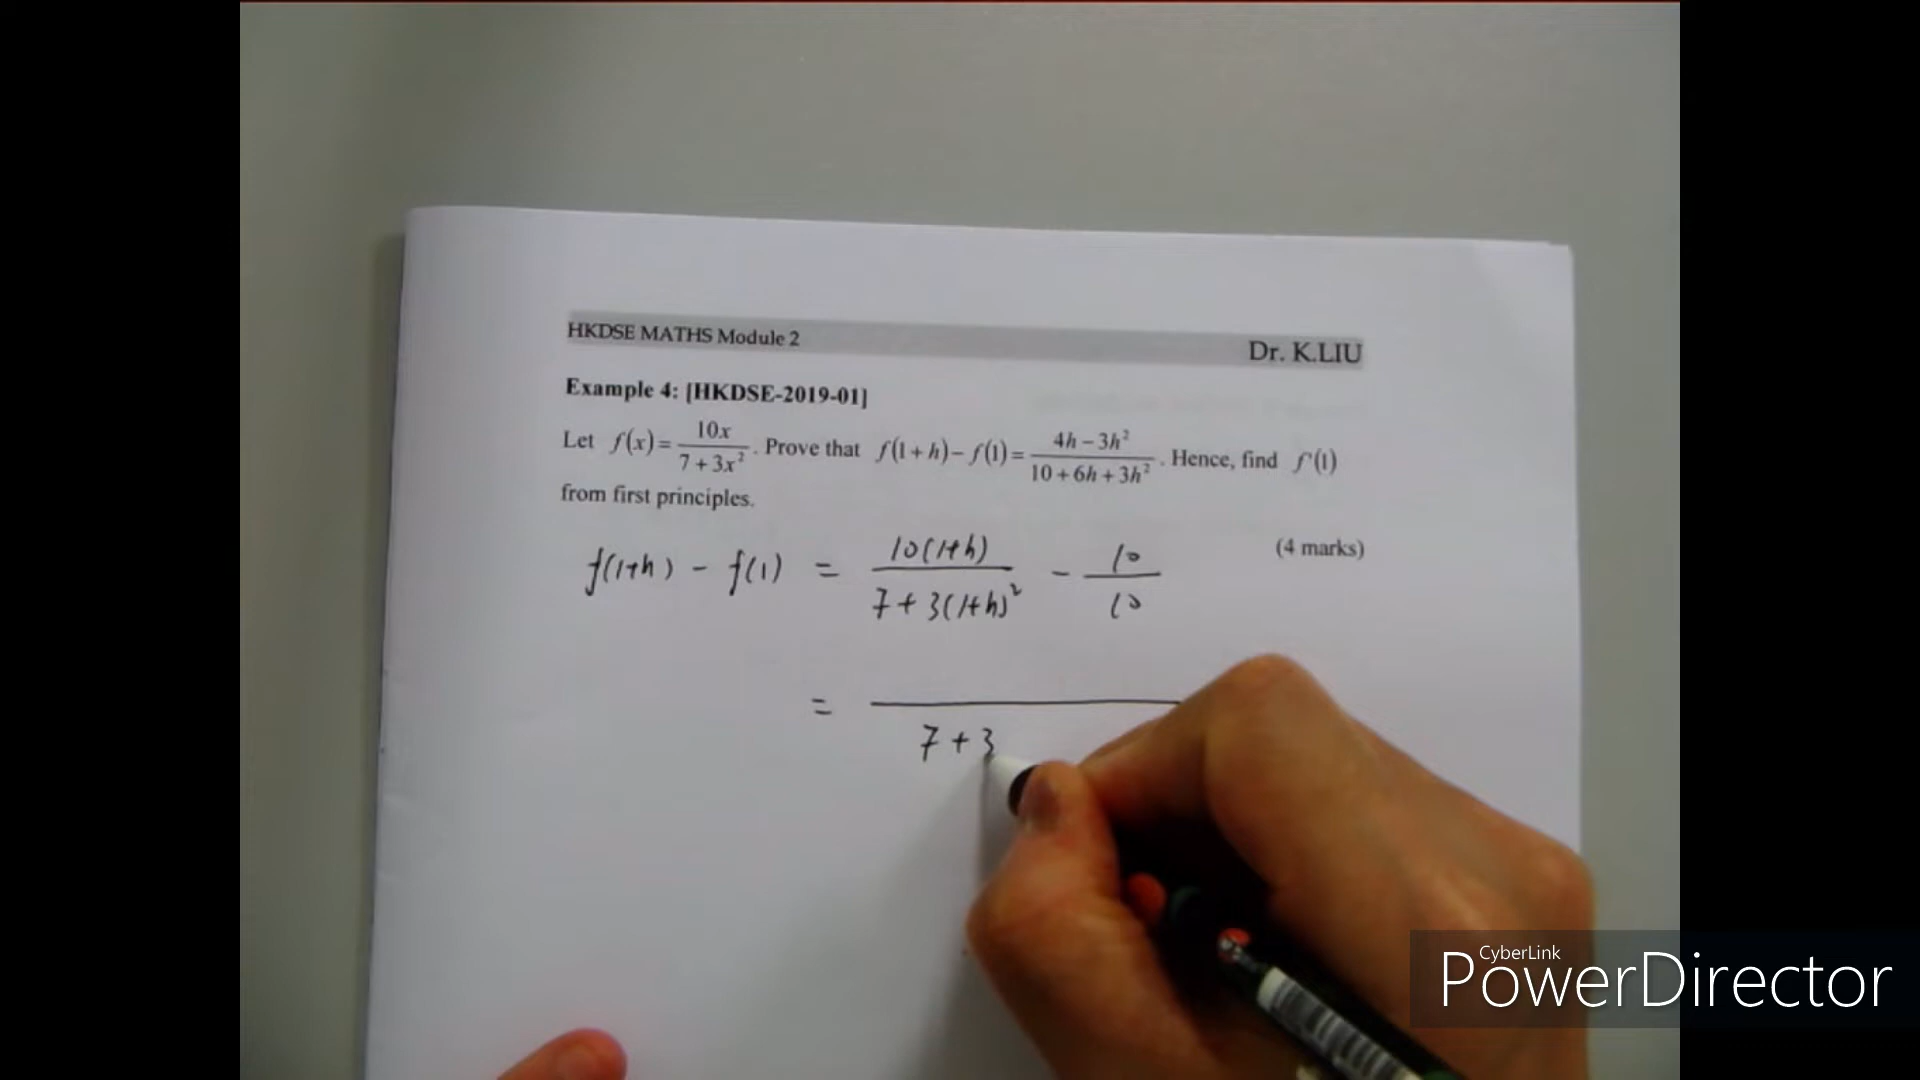 HKDSE MATHS Module 2
Dr. K.LIU
Example 4: [HKDSE-2019-01]
Let f(x) = 10x / (7 + 3x²). Prove that f(1 + h) − f(1) = (4h − 3h²) / (10 + 6h + 3h²). Hence, find f'(1)
from first principles.
(4 marks)
f(1+h) - f(1) = 10(1+h) / (7 + 3(1+h)²) - 10 / 10
= / 7 + 3
CyberLink
PowerDirector